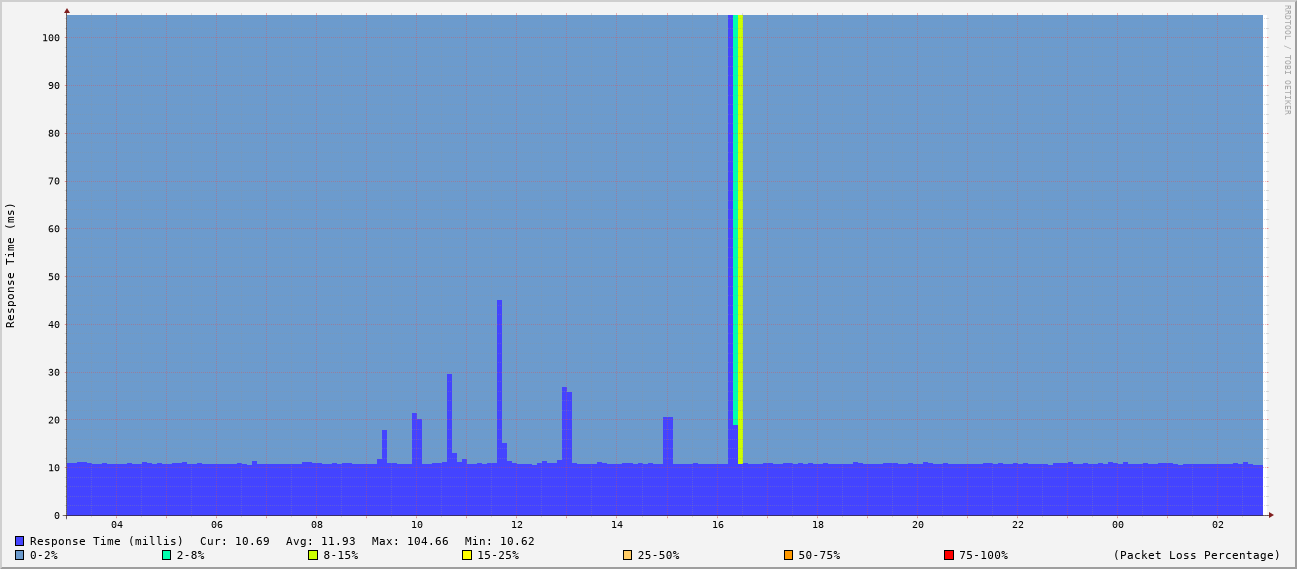 RRDTOOL / TOBI OETIKER
Response Time (ms)
100
90
80
70
60
50
40
30
20
10
0
04 06 08 10 12 14 16 18 20 22 00 02
Response Time (millis) Cur: 10.69 Avg: 11.93 Max: 104.66 Min: 10.62
0-2% 2-8% 8-15% 15-25% 25-50% 50-75% 75-100% (Packet Loss Percentage)